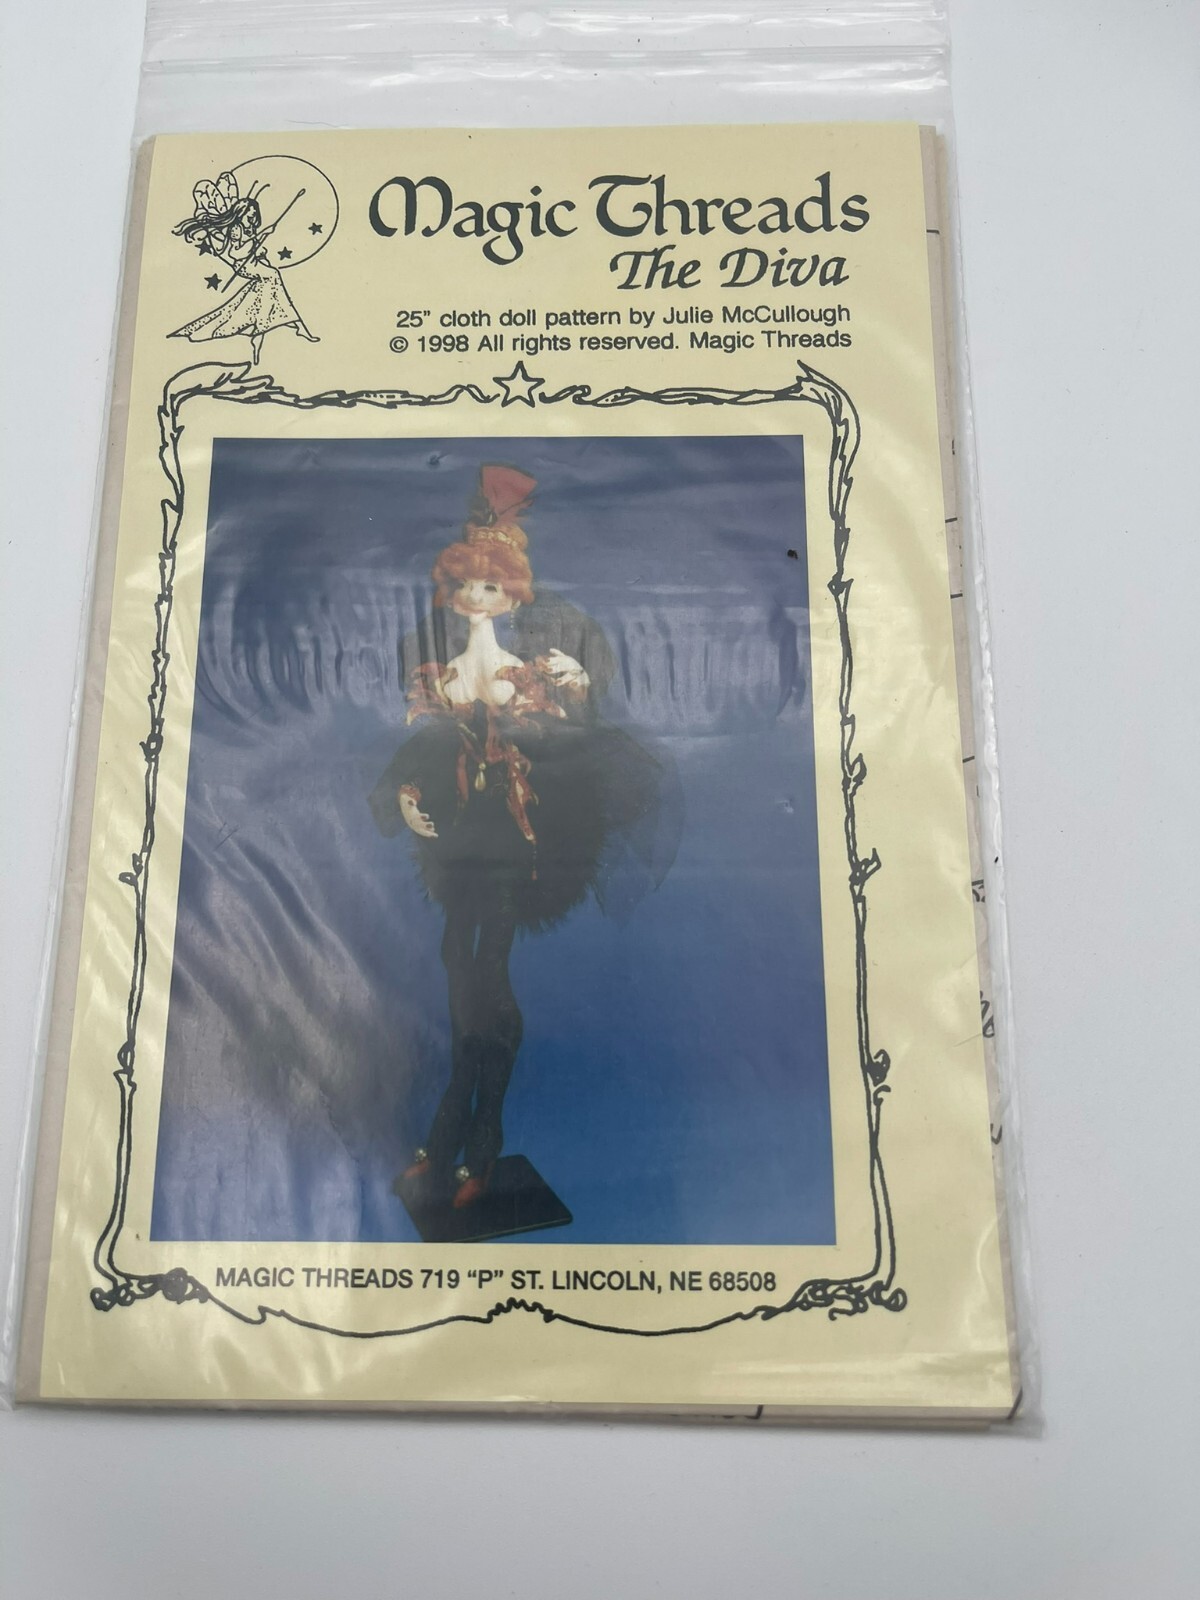 Magic Threads
The Diva
25” cloth doll pattern by Julie McCullough
© 1998 All rights reserved. Magic Threads
MAGIC THREADS 719 “P” ST. LINCOLN, NE 68508